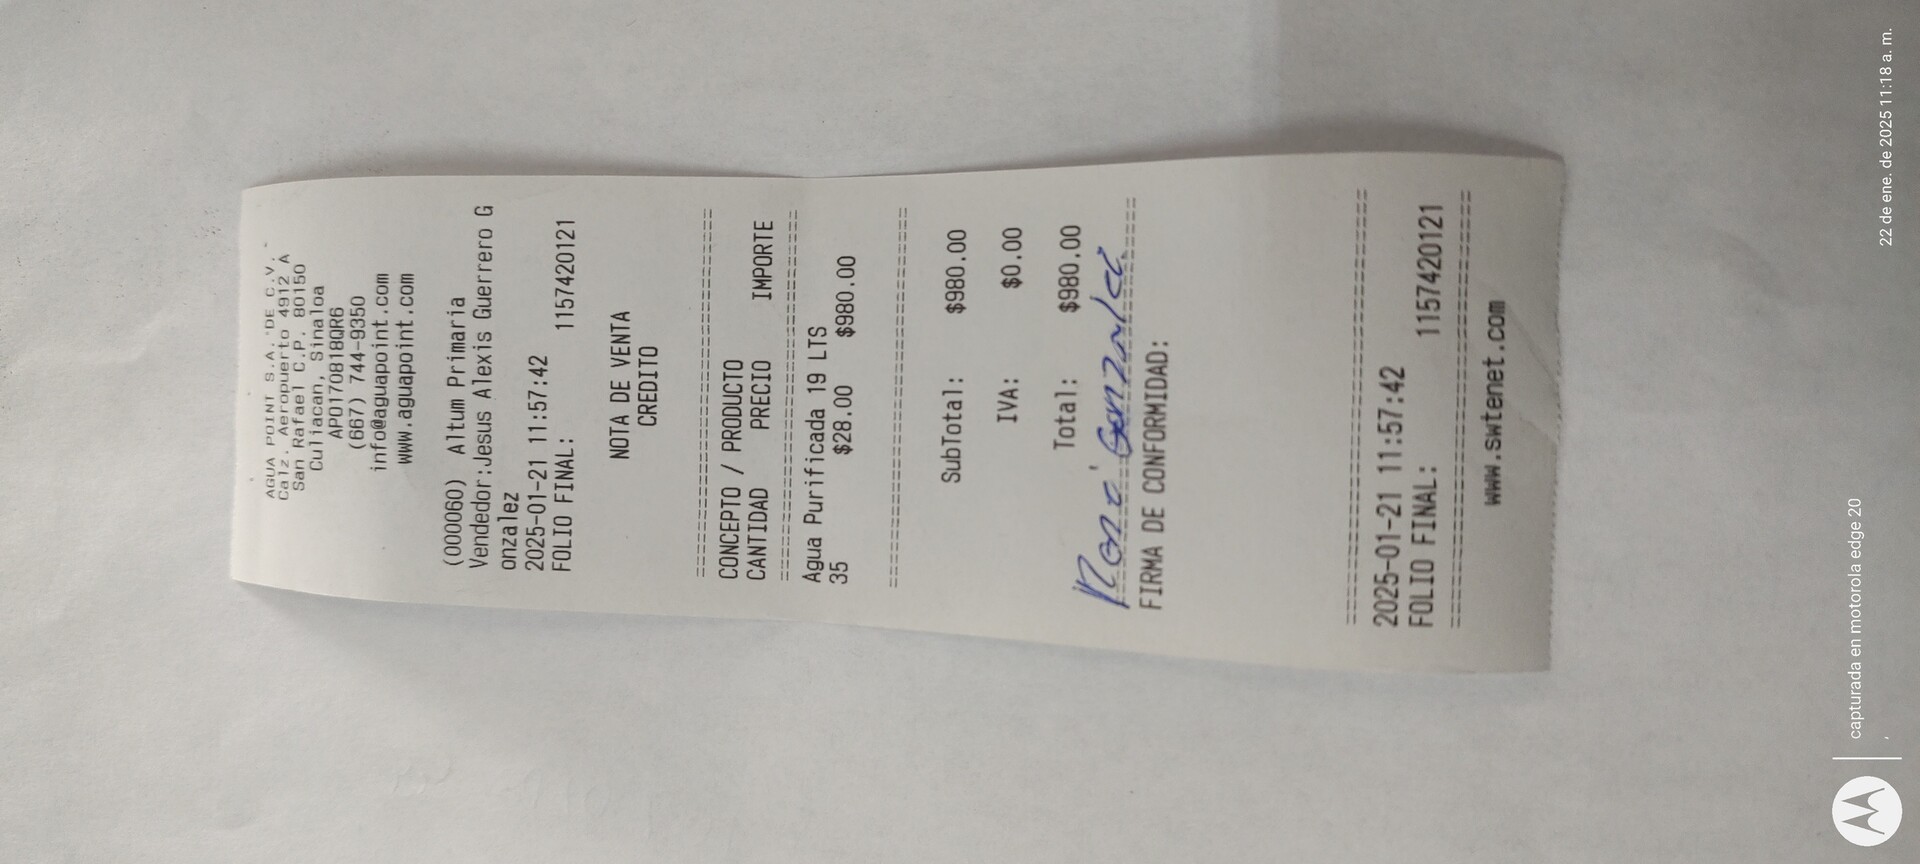 AGUA POINT S.A. DE C.V.
Calz. Aeropuerto 4912 A
San Rafael C.P. 80150
Culiacan, Sinaloa
APO170818QR6
(667) 744-9350
info@aguapoint.com
www.aguapoint.com
(000060) Altum Primaria
Vendedor:Jesus Alexis Guerrero G
onzalez
2025-01-21 11:57:42
FOLIO FINAL: 1157420121
NOTA DE VENTA
CREDITO
================================
CONCEPTO / PRODUCTO
CANTIDAD PRECIO IMPORTE
================================
Agua Purificada 19 LTS
35 $28.00 $980.00
================================
SubTotal: $980.00
IVA: $0.00
Total: $980.00
González
================================
FIRMA DE CONFORMIDAD:
================================
2025-01-21 11:57:42
FOLIO FINAL: 1157420121
================================
www.swtenet.com
capturada en motorola edge 20
22 de ene. de 2025 11:18 a. m.